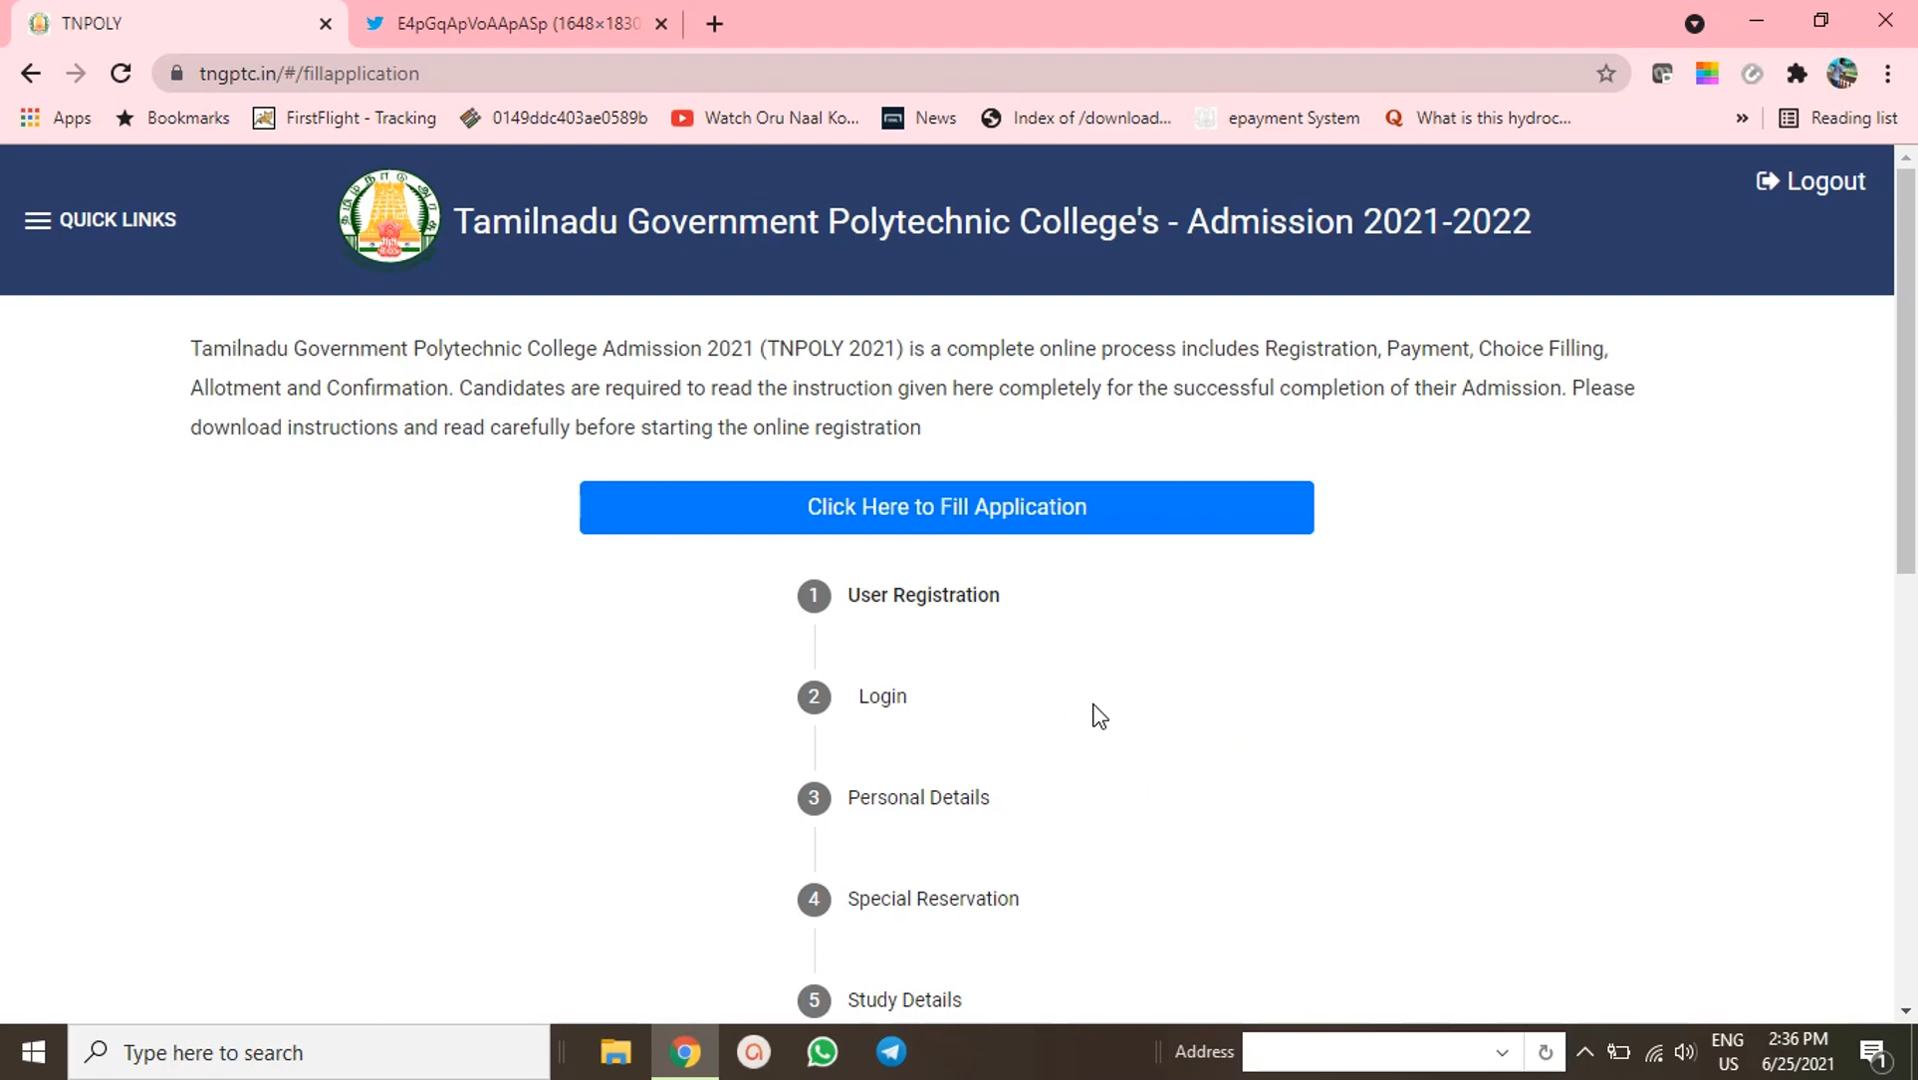 TNPOLY
E4pGqApVoAApASp (1648×1830
tngptc.in/#/fillapplication
Apps
Bookmarks
FirstFlight - Tracking
0149ddc403ae0589b
Watch Oru Naal Ko...
News
Index of /download...
epayment System
What is this hydroc...
Reading list
Logout
QUICK LINKS
Tamilnadu Government Polytechnic College's - Admission 2021-2022
Tamilnadu Government Polytechnic College Admission 2021 (TNPOLY 2021) is a complete online process includes Registration, Payment, Choice Filling,
Allotment and Confirmation. Candidates are required to read the instruction given here completely for the successful completion of their Admission. Please
download instructions and read carefully before starting the online registration
Click Here to Fill Application
1 User Registration
2 Login
3 Personal Details
4 Special Reservation
5 Study Details
Type here to search
Address
ENG
US
2:36 PM
6/25/2021
1